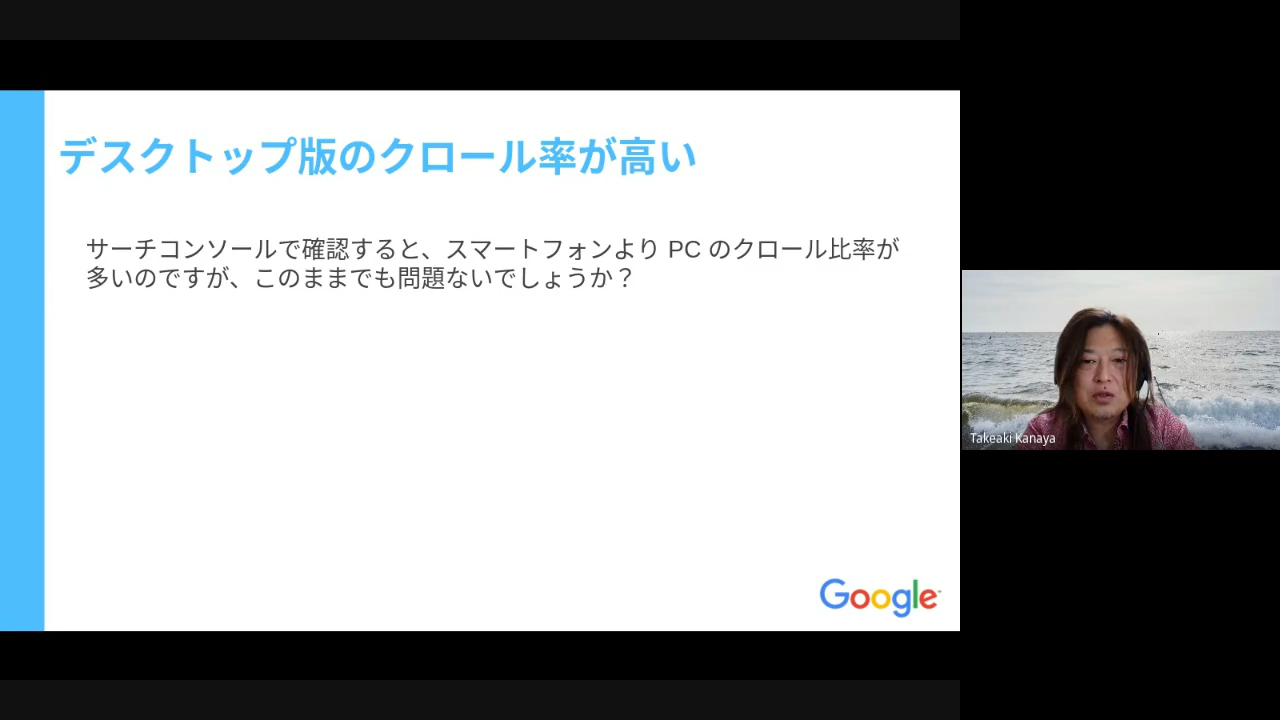 デスクトップ版のクロール率が高い
サーチコンソールで確認すると、スマートフォンより PC のクロール比率が
多いのですが、このままでも問題ないでしょうか？
Google
Takeaki Kanaya